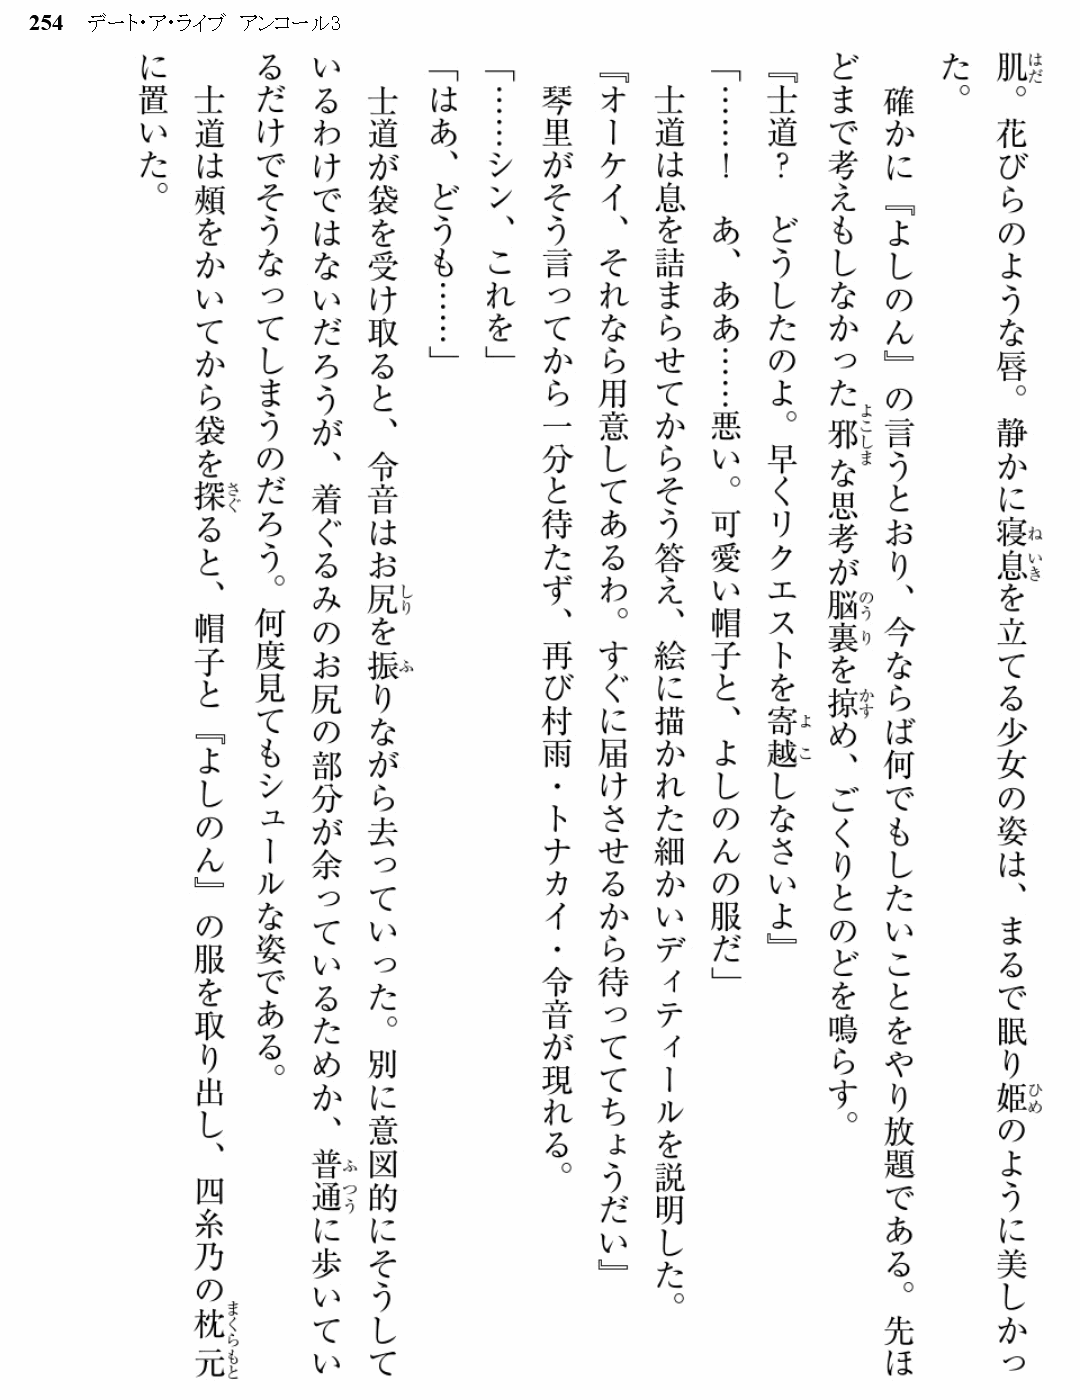 254 デート・ア・ライブ アンコール3
肌。花びらのような唇。静かに寝息を立てる少女の姿は、まるで眠り姫のように美しかっ
た。
　確かに『よしのん』の言うとおり、今ならば何でもしたいことをやり放題である。先ほ
どまで考えもしなかった邪な思考が脳裏を掠め、ごくりとのどを鳴らす。
『士道？　どうしたのよ。早くリクエストを寄越しなさいよ』
「……！　あ、ああ……悪い。可愛い帽子と、よしのんの服だ」
　士道は息を詰まらせてからそう答え、絵に描かれた細かいディティールを説明した。
『オーケイ、それなら用意してあるわ。すぐに届けさせるから待っててちょうだい』
　琴里がそう言ってから一分と待たず、再び村雨・トナカイ・令音が現れる。
「……シン、これを」
「はあ、どうも……」
　士道が袋を受け取ると、令音はお尻を振りながら去っていった。別に意図的にそうして
いるわけではないだろうが、着ぐるみのお尻の部分が余っているためか、普通に歩いてい
るだけでそうなってしまうのだろう。何度見てもシュールな姿である。
　士道は頰をかいてから袋を探ると、帽子と『よしのん』の服を取り出し、四糸乃の枕元
に置いた。